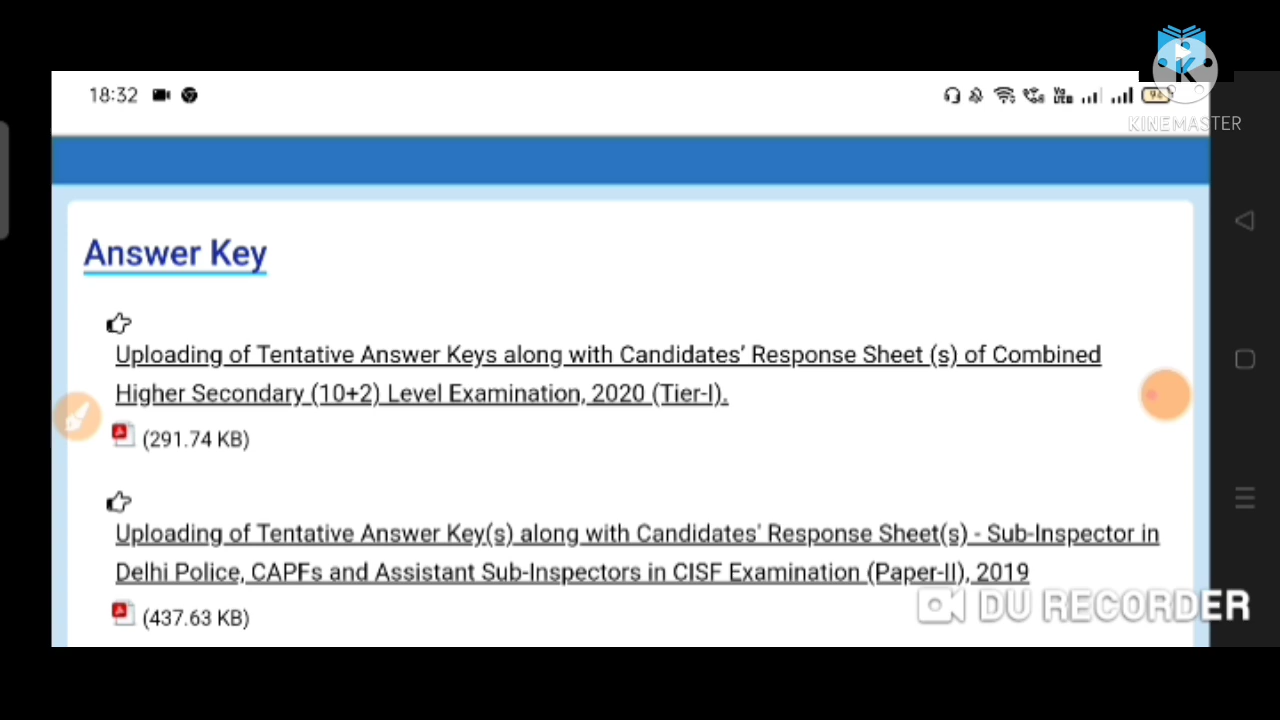 18:32
KINEMASTER
Answer Key
Uploading of Tentative Answer Keys along with Candidates’ Response Sheet (s) of Combined
Higher Secondary (10+2) Level Examination, 2020 (Tier-I).
(291.74 KB)
Uploading of Tentative Answer Key(s) along with Candidates' Response Sheet(s) - Sub-Inspector in
Delhi Police, CAPFs and Assistant Sub-Inspectors in CISF Examination (Paper-II), 2019
(437.63 KB)
DU RECORDER